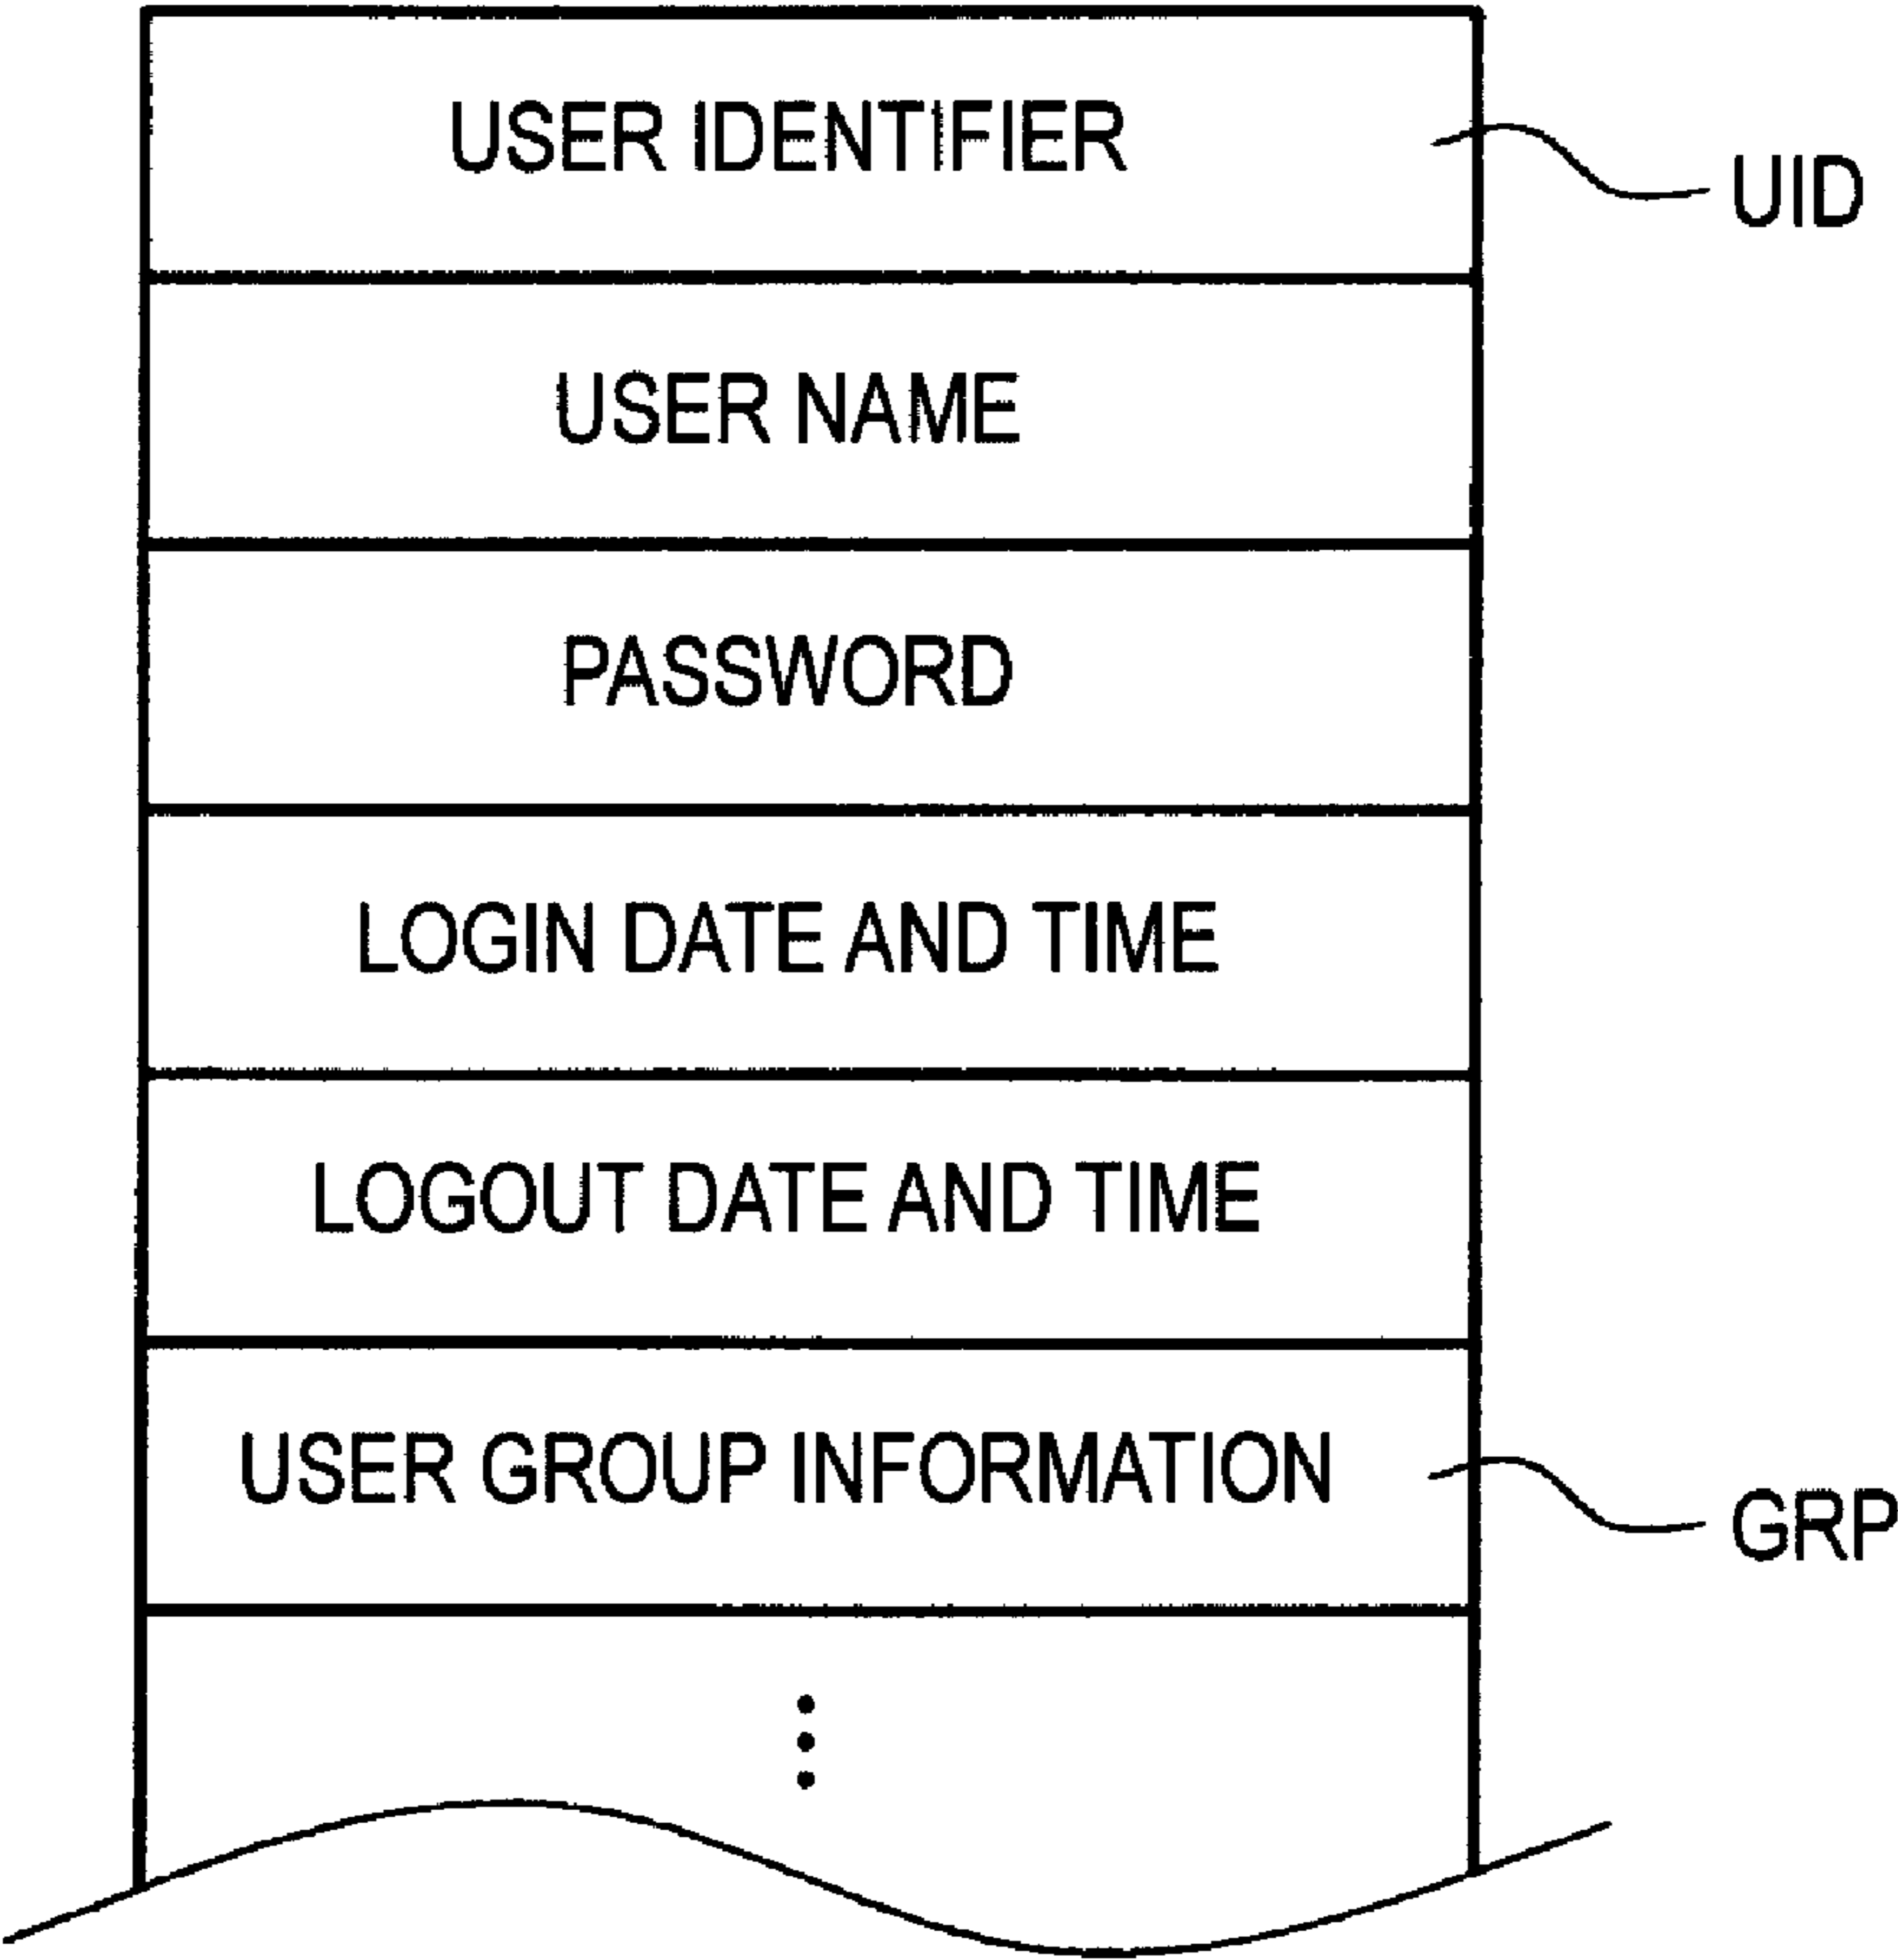 USER IDENTIFIER
UID
USER NAME
PASSWORD
LOGIN DATE AND TIME
LOGOUT DATE AND TIME
USER GROUP INFORMATION
GRP